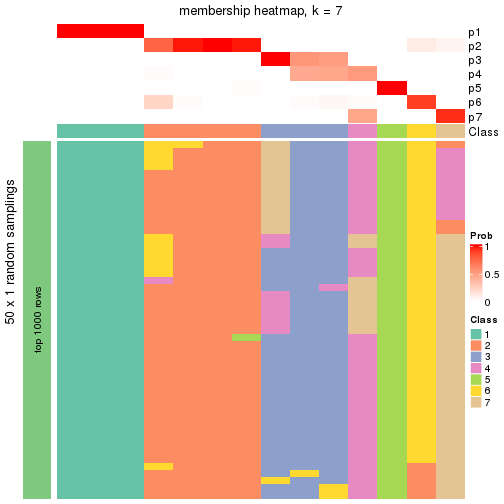 membership heatmap, k = 7
p1
p2
p3
p4
p5
p6
p7
Class
50 x 1 random samplings
top 1000 rows
Prob
1
0.5
0
Class
1
2
3
4
5
6
7